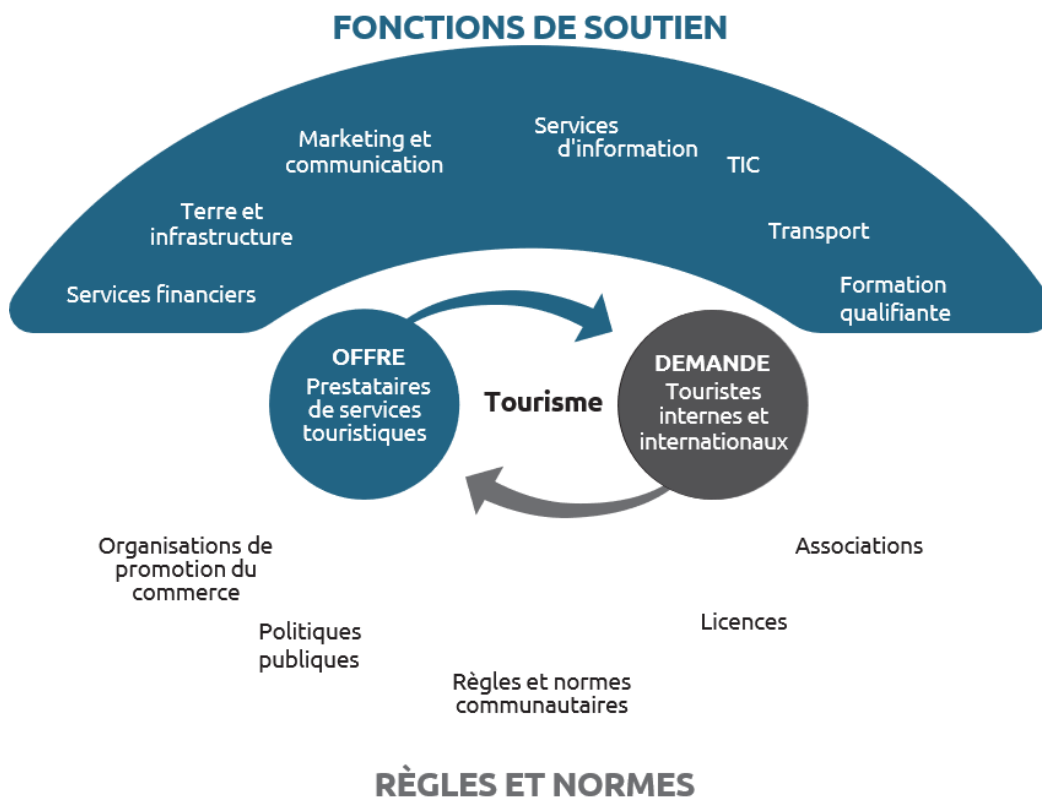 FONCTIONS DE SOUTIEN
Services
d'information
Marketing et
communication
TIC
Terre et
infrastructure
Transport
Services financiers
Formation
qualifiante
OFFRE
Prestataires
de services
touristiques
Tourisme
DEMANDE
Touristes
internes et
internationaux
Organisations de
promotion du
commerce
Associations
Politiques
publiques
Licences
Règles et normes
communautaires
RÈGLES ET NORMES